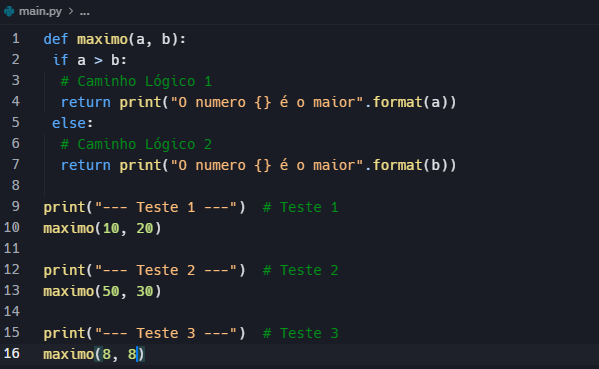 main.py > ...
1 def maximo(a, b):
2  if a > b:
3   # Caminho Lógico 1
4   return print("O numero {} é o maior".format(a))
5  else:
6   # Caminho Lógico 2
7   return print("O numero {} é o maior".format(b))
8
9 print("--- Teste 1 ---")  # Teste 1
10 maximo(10, 20)
11
12 print("--- Teste 2 ---")  # Teste 2
13 maximo(50, 30)
14
15 print("--- Teste 3 ---")  # Teste 3
16 maximo(8, 8)